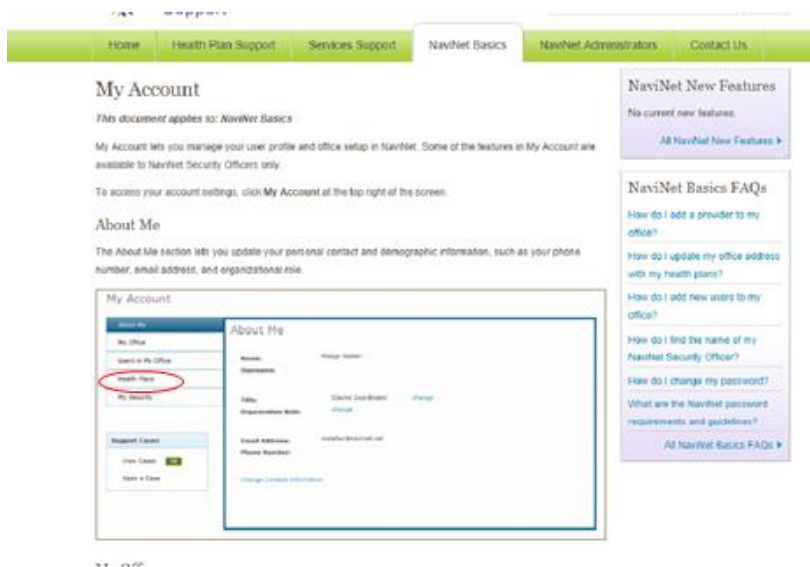 Support
Home Health Plan Support Services Support NaviNet Basics NaviNet Administrators Contact Us
My Account
This document applies to: NaviNet Basics
My Account lets you manage your user profile and office setup in NaviNet. Some of the features in My Account are
available to NaviNet Security Officers only.
To access your account settings, click My Account at the top right of the screen.
About Me
The About Me section lets you update your personal contact and demographic information, such as your phone
number, email address, and organizational role.
My Account
About Me
My Office
Users in My Office
Health Plans
My Security
Support Cases
View Cases
Open a Case
About Me
Name:
Username:
Title: Claims Coordinator change
Organization Role: change
Email Address:
Phone Number:
Change Contact Information
NaviNet New Features
No current new features.
All NaviNet New Features
NaviNet Basics FAQs
How do I add a provider to my
office?
How do I update my office address
with my health plans?
How do I add new users to my
office?
How do I find the name of my
NaviNet Security Officer?
How do I change my password?
What are the NaviNet password
requirements and guidelines?
All NaviNet Basics FAQs